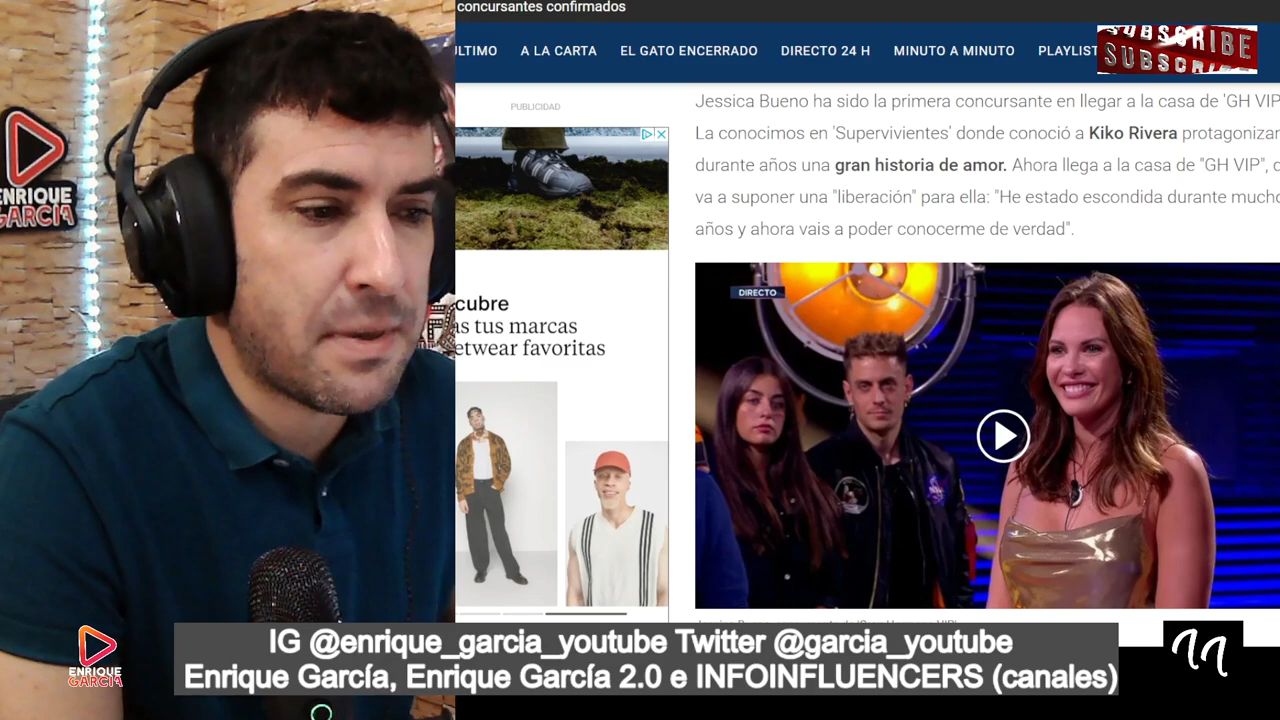 concursantes confirmados
ULTIMO A LA CARTA EL GATO ENCERRADO DIRECTO 24 H MINUTO A MINUTO PLAYLIST
SUBSCRIBE
SUBSCRIBE
PUBLICIDAD
Jessica Bueno ha sido la primera concursante en llegar a la casa de 'GH VIP
La conocimos en 'Supervivientes' donde conoció a Kiko Rivera protagonizan
durante años una gran historia de amor. Ahora llega a la casa de "GH VIP",
va a suponer una "liberación" para ella: "He estado escondida durante mucho
años y ahora vais a poder conocerme de verdad".
ENRIQUE
GARCIA
DIRECTO
cubre
as tus marcas
etwear favoritas
IG @enrique_garcia_youtube Twitter @garcia_youtube
Enrique García, Enrique García 2.0 e INFOINFLUENCERS (canales)
ENRIQUE
GARCIA